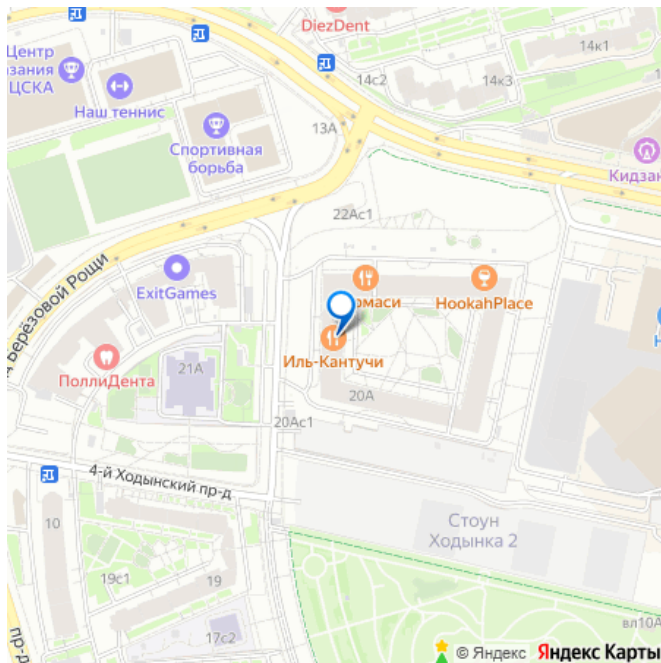 DiezDent
Центр
азания
ЦСКА
Наш теннис
Спортивная
борьба
13А
14с2
14к1
14к3
Кидзан
22Ас1
д Берёзовой Рощи
ExitGames
омаси
HookahPlace
Иль-Кантучи
ПоллиДента
21А
20А
20Ас1
4-й Ходынский пр-д
Стоун
Ходынка 2
10
19с1
19
17с2
пр-д
вл10А
© Яндекс Яндекс Карты